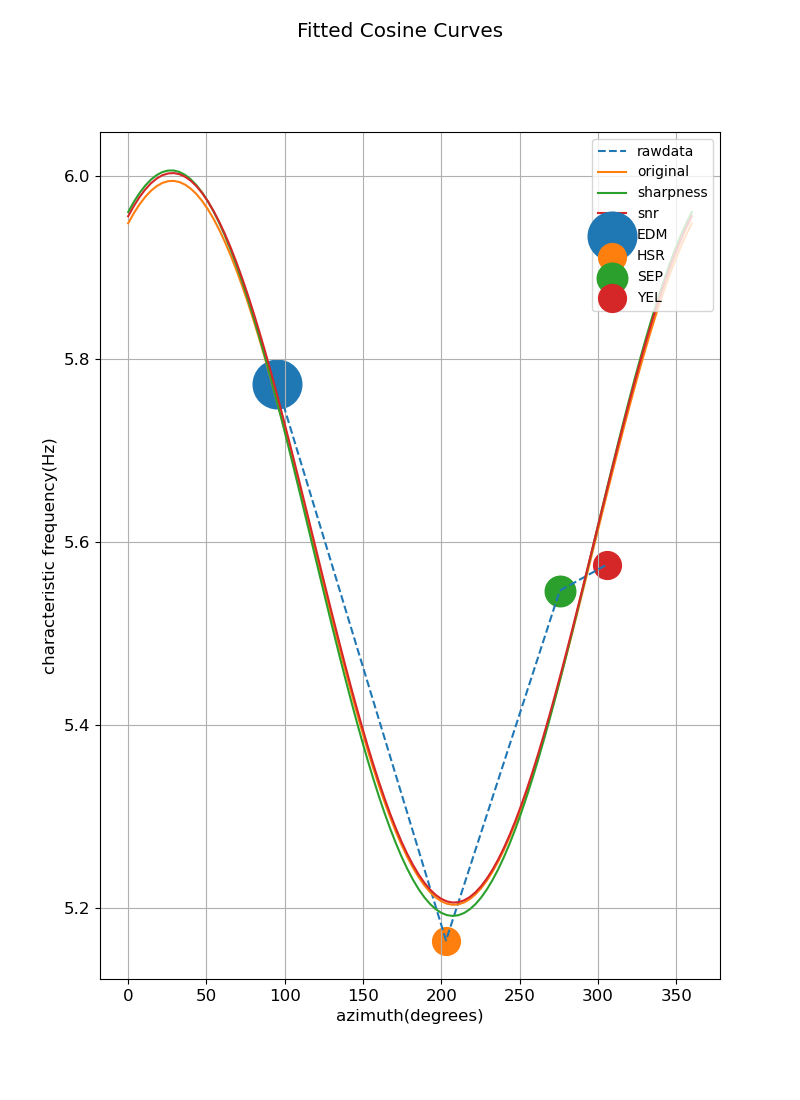 Fitted Cosine Curves
rawdata
original
sharpness
snr
EDM
HSR
SEP
YEL
characteristic frequency(Hz)
6.0
5.8
5.6
5.4
5.2
0 50 100 150 200 250 300 350
azimuth(degrees)